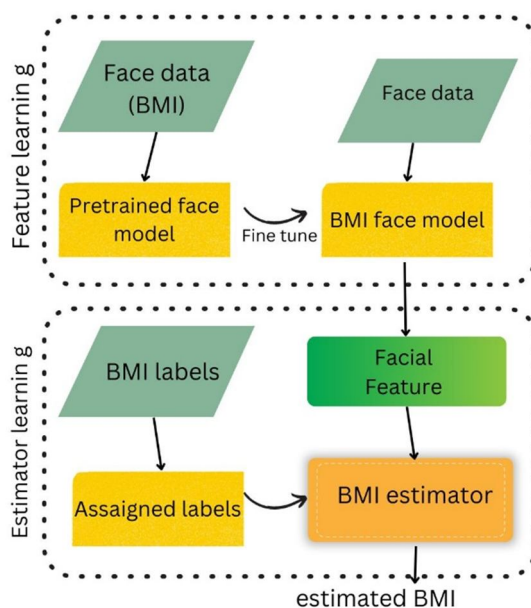 Feature learnin g
Face data
(BMI)
Face data
Pretrained face
model
Fine tune
BMI face model
Estimator learnin g
BMI labels
Facial
Feature
Assaigned labels
BMI estimator
estimated BMI